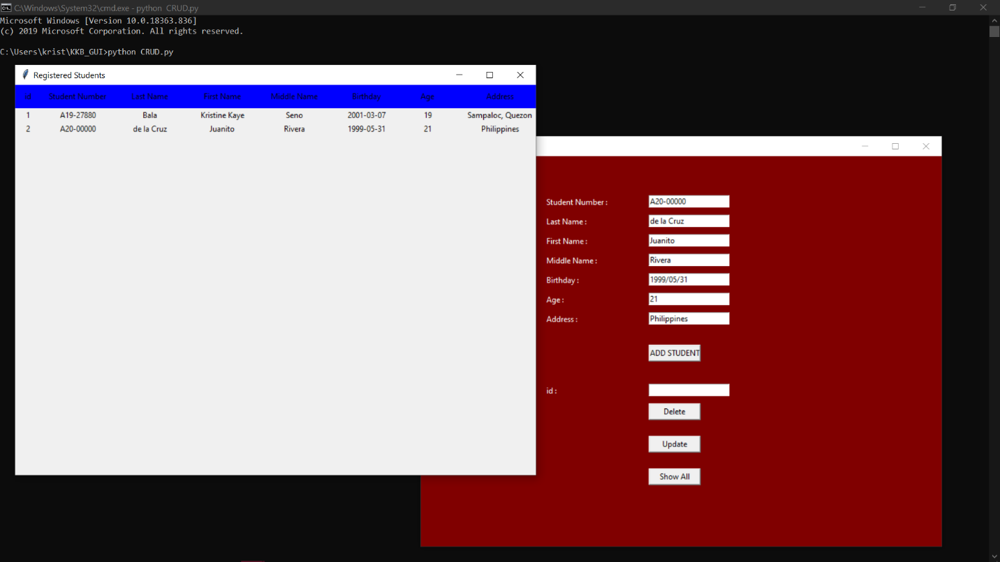 C:\Windows\System32\cmd.exe - python CRUD.py
Microsoft Windows [Version 10.0.18363.836]
(c) 2019 Microsoft Corporation. All rights reserved.
C:\Users\krist\KKB_GUI>python CRUD.py
Registered Students
id Student Number Last Name First Name Middle Name Birthday Age Address
1 A19-27880 Bala Kristine Kaye Seno 2001-03-07 19 Sampaloc, Quezon
2 A20-00000 de la Cruz Juanito Rivera 1999-05-31 21 Philippines
Student Number : A20-00000
Last Name : de la Cruz
First Name : Juanito
Middle Name : Rivera
Birthday : 1999/05/31
Age : 21
Address : Philippines
ADD STUDENT
id :
Delete
Update
Show All